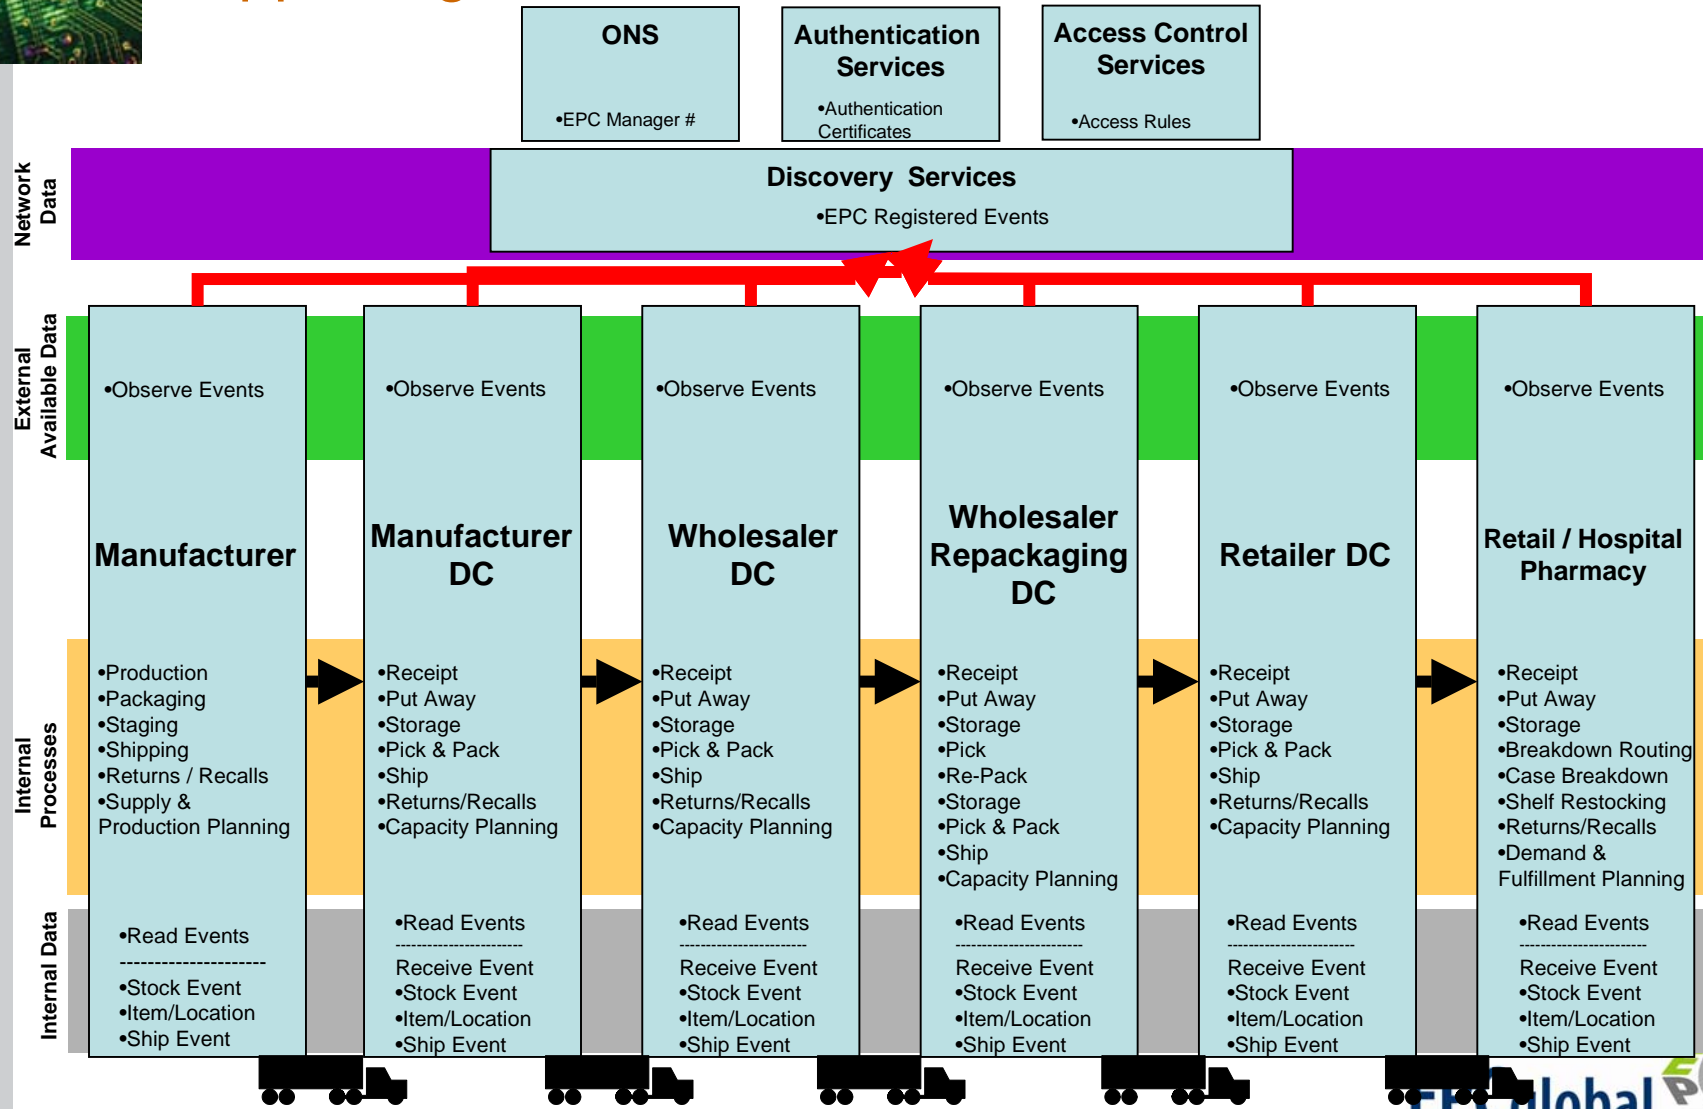 ONS
•EPC Manager #
Authentication
Services
•Authentication
Certificates
Access Control
Services
•Access Rules
Network
Data
Discovery Services
•EPC Registered Events
External
Available Data
•Observe Events
•Observe Events
•Observe Events
•Observe Events
•Observe Events
•Observe Events
Manufacturer
Manufacturer
DC
Wholesaler
DC
Wholesaler
Repackaging
DC
Retailer DC
Retail / Hospital
Pharmacy
Internal
Processes
•Production
•Packaging
•Staging
•Shipping
•Returns / Recalls
•Supply &
Production Planning
•Receipt
•Put Away
•Storage
•Pick & Pack
•Ship
•Returns/Recalls
•Capacity Planning
•Receipt
•Put Away
•Storage
•Pick & Pack
•Ship
•Returns/Recalls
•Capacity Planning
•Receipt
•Put Away
•Storage
•Pick
•Re-Pack
•Storage
•Pick & Pack
•Ship
•Capacity Planning
•Receipt
•Put Away
•Storage
•Pick & Pack
•Ship
•Returns/Recalls
•Capacity Planning
•Receipt
•Put Away
•Storage
•Breakdown Routing
•Case Breakdown
•Shelf Restocking
•Returns/Recalls
•Demand &
Fulfillment Planning
Internal Data
•Read Events
---------------------
•Stock Event
•Item/Location
•Ship Event
•Read Events
------------------------
Receive Event
•Stock Event
•Item/Location
•Ship Event
•Read Events
------------------------
Receive Event
•Stock Event
•Item/Location
•Ship Event
•Read Events
------------------------
Receive Event
•Stock Event
•Item/Location
•Ship Event
•Read Events
------------------------
Receive Event
•Stock Event
•Item/Location
•Ship Event
•Read Events
------------------------
Receive Event
•Stock Event
•Item/Location
•Ship Event